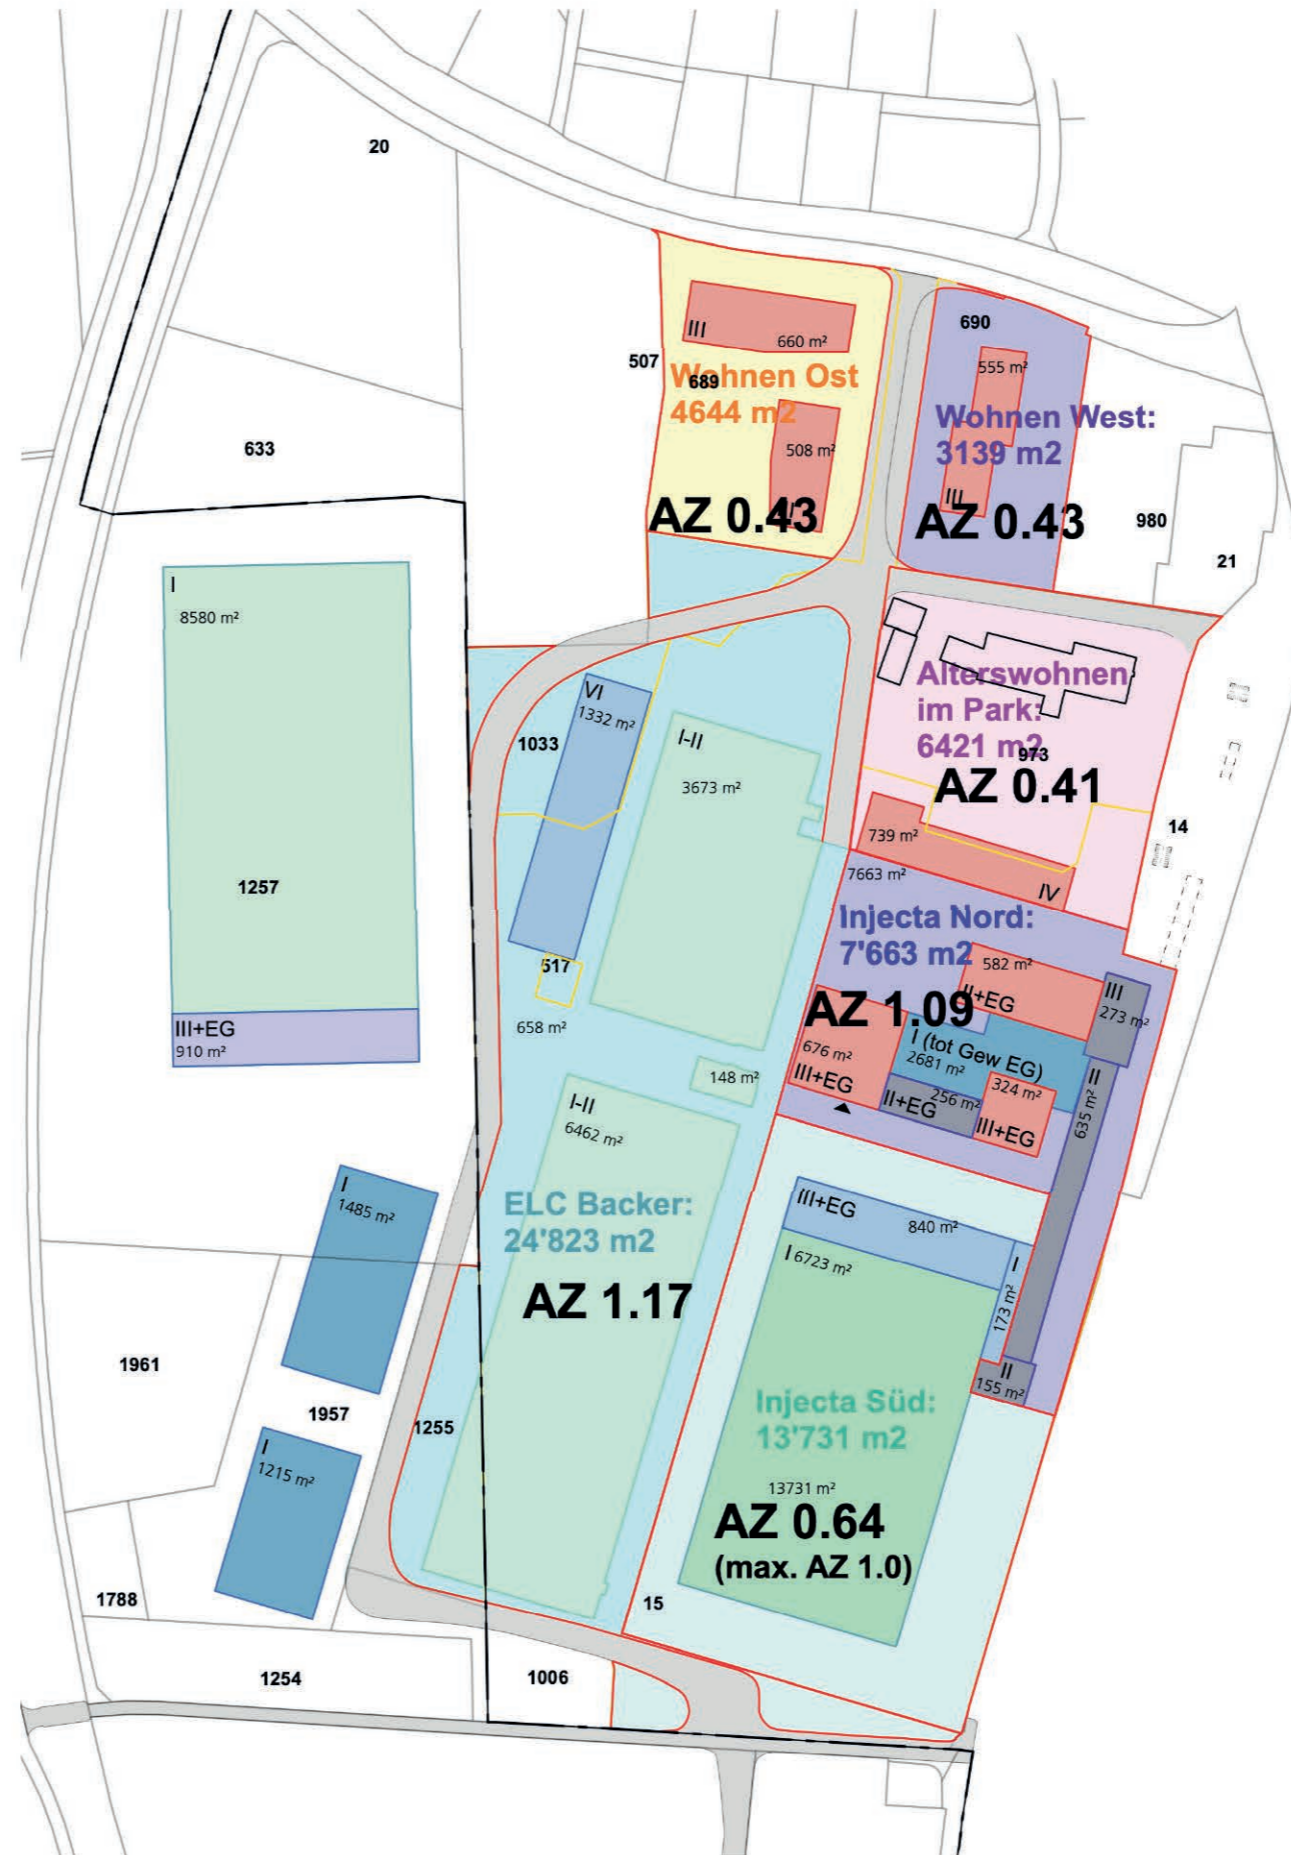 20
690
III
660 m²
507
Wohnen Ost
689
4644 m2
555 m²
Wohnen West:
3139 m2
633
508 m²
III
AZ 0.43
AZ 0.43
980
21
I
8580 m²
Alterswohnen
im Park:
6421 m2
973
AZ 0.41
VI
1332 m²
1033
I-II
3673 m²
14
739 m²
IV
7663 m²
1257
Injecta Nord:
7'663 m2
582 m²
II+EG
AZ 1.09
III
273 m²
517
658 m²
III+EG
910 m²
I (tot Gew EG)
2681 m²
676 m²
III+EG
256 m²
II+EG
324 m²
III+EG
II
635 m²
148 m²
I-II
6462 m²
I
1485 m²
ELC Backer:
24'823 m2
AZ 1.17
III+EG
840 m²
I
6723 m²
I
173 m²
II
155 m²
1961
1957
1255
Injecta Süd:
13'731 m2
I
1215 m²
13731 m²
AZ 0.64
(max. AZ 1.0)
1788
15
1254
1006